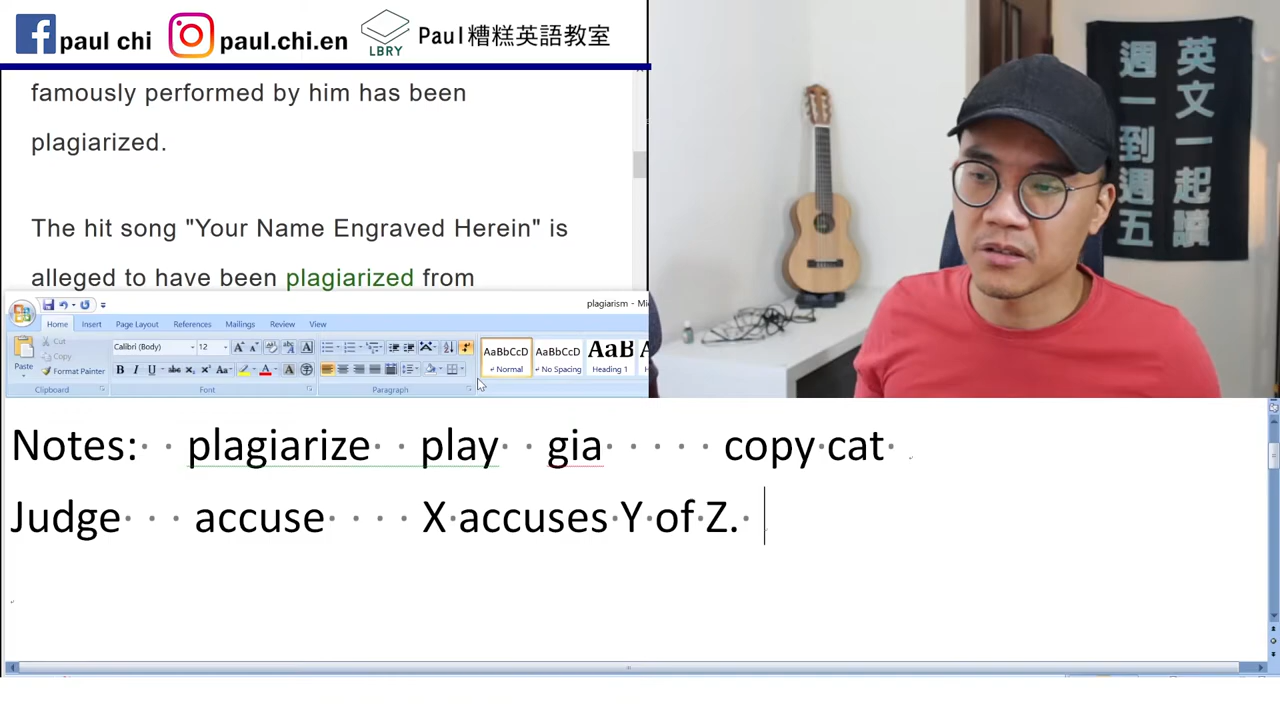 paul chi
paul.chi.en
LBRY
Paul糟糕英語教室
famously performed by him has been
plagiarized.
The hit song "Your Name Engraved Herein" is
alleged to have been plagiarized from
英文一起讀
週一到週五
plagiarism - Mi
Home Insert Page Layout References Mailings Review View
Paste
Cut
Copy
Format Painter
Clipboard
Calibri (Body) 12
Font
Paragraph
AaBbCcD AaBbCcD AaB
Normal No Spacing Heading 1
Notes: plagiarize play gia copy cat
Judge accuse X accuses Y of Z.